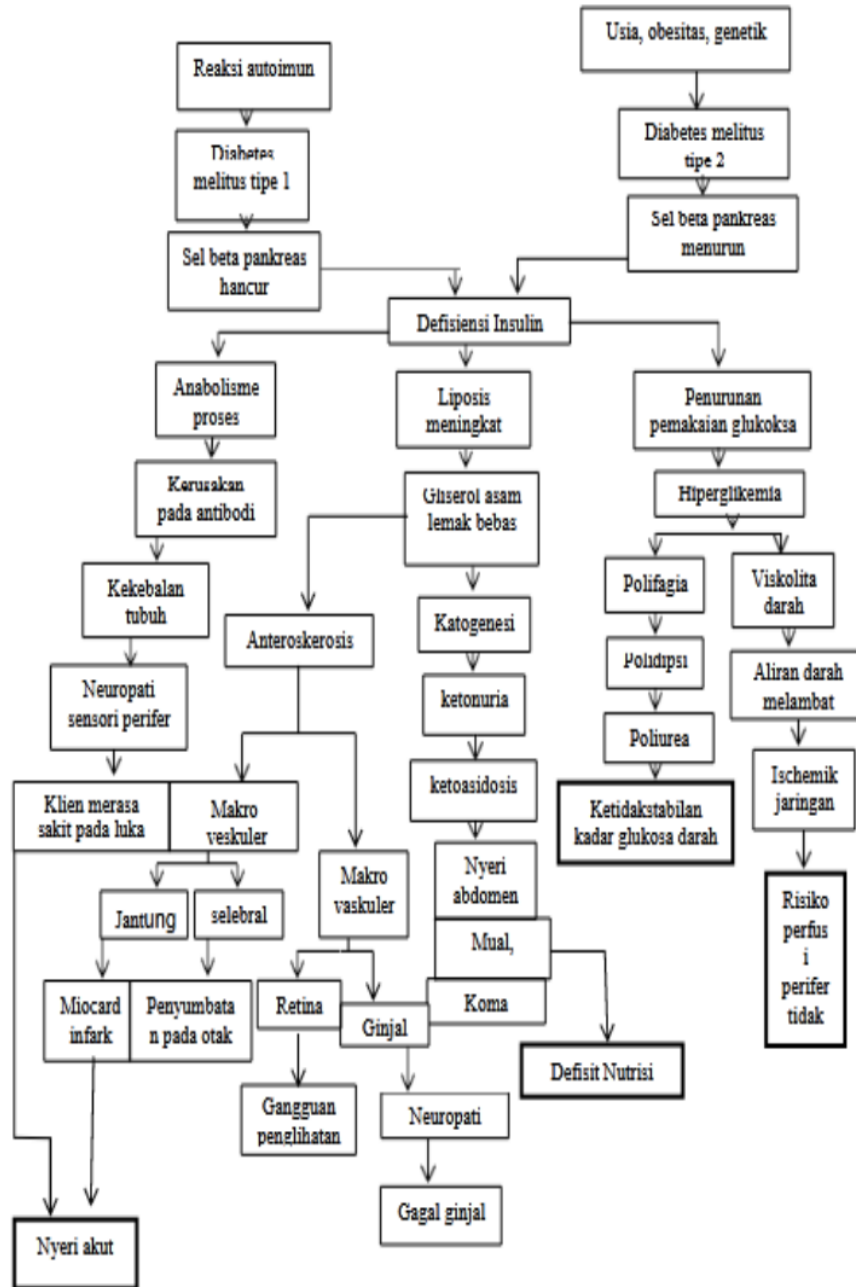 Usia, obesitas, genetik
Reaksi autoimun
Diabetes
melitus tipe 2
Diabetes
melitus tipe 1
Sel beta pankreas
menurun
Sel beta pankreas
hancur
Defisiensi Insulin
Anabolisme
proses
Liposis
meningkat
Penurunan
pemakaian glukoksa
Kerusakan
pada antibodi
Gliserol asam
lemak bebas
Hiperglikemia
Kekebalan
tubuh
Anteroskerosis
Katogenesi
Polifagia
Viskolita
darah
Neuropati
sensori perifer
ketonuria
Polidipsi
Aliran darah
melambat
Poliurea
Klien merasa
sakit pada luka
Makro
veskuler
ketoasidosis
Ketidakstabilan
kadar glukosa darah
Ischemik
jaringan
Jantung
selebral
Makro
vaskuler
Nyeri
abdomen
Mual,
Koma
Risiko
perfus
i
perifer
tidak
Miocard
infark
Penyumbata
n pada otak
Retina
Ginjal
Defisit Nutrisi
Gangguan
penglihatan
Neuropati
Gagal ginjal
Nyeri akut